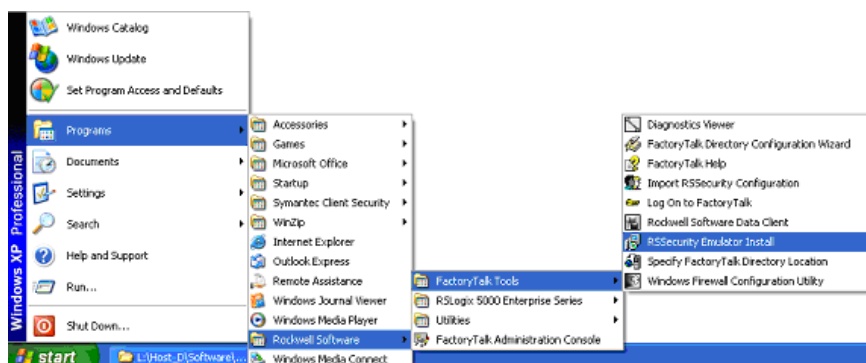 Windows Catalog
Windows Update
Set Program Access and Defaults
Programs
Documents
Settings
Search
Help and Support
Run...
Shut Down...
Windows XP Professional
start
L:\Host_D\Software\...
Accessories
Games
Microsoft Office
Startup
Symantec Client Security
WinZip
Internet Explorer
Outlook Express
Remote Assistance
Windows Journal Viewer
Windows Media Player
Rockwell Software
Windows Media Connect
FactoryTalk Tools
RSLogix 5000 Enterprise Series
Utilities
FactoryTalk Administration Console
Diagnostics Viewer
FactoryTalk Directory Configuration Wizard
FactoryTalk Help
Import RSSecurity Configuration
Log On to FactoryTalk
Rockwell Software Data Client
RSSecurity Emulator Install
Specify FactoryTalk Directory Location
Windows Firewall Configuration Utility